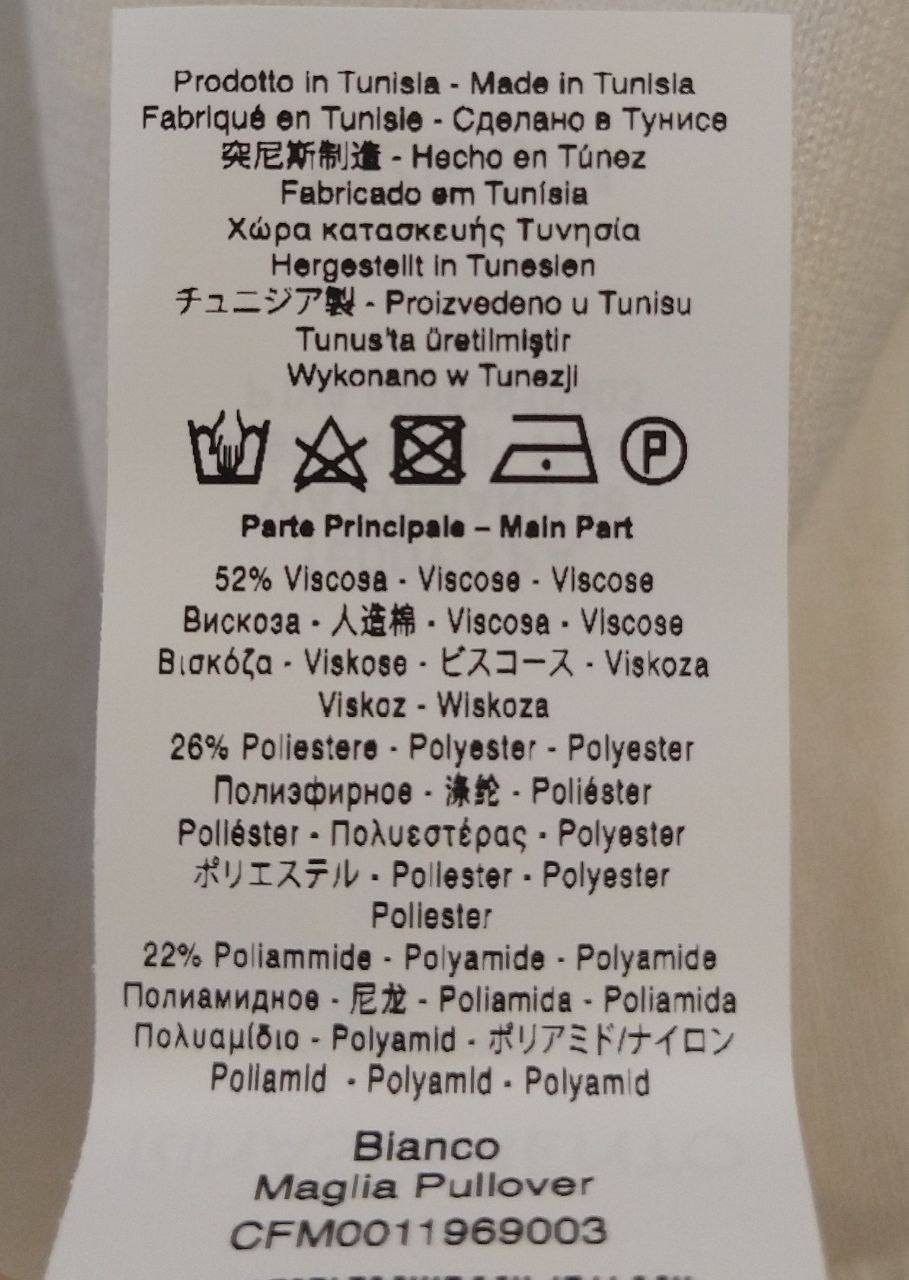 Prodotto in Tunisia - Made in Tunisia
Fabriqué en Tunisie - Сделано в Тунисе
突尼斯制造 - Hecho en Túnez
Fabricado em Tunísia
Χώρα κατασκευής Τυνησία
Hergestellt in Tunesien
チュニジア製 - Proizvedeno u Tunisu
Tunus'ta üretilmiştir
Wykonano w Tunezji
P
Parte Principale – Main Part
52% Viscosa - Viscose - Viscose
Вискоза - 人造棉 - Viscosa - Viscose
Βισκόζα - Viskose - ビスコース - Viskoza
Viskoz - Wiskoza
26% Poliestere - Polyester - Polyester
Полиэфирное - 涤纶 - Poliéster
Poliéster - Πολυεστέρας - Polyester
ポリエステル - Poliester - Polyester
Poliester
22% Poliammide - Polyamide - Polyamide
Полиамидное - 尼龙 - Poliamida - Poliamida
Πολυαμίδιο - Polyamid - ポリアミド/ナイロン
Poliamid - Polyamid - Polyamid
Bianco
Maglia Pullover
CFM0011969003